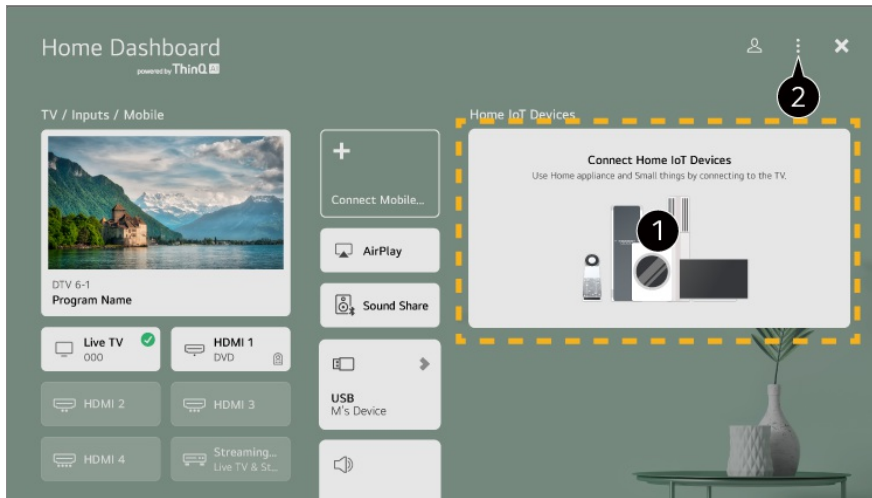 Home Dashboard
powered by ThinQ AI
2
TV / Inputs / Mobile
Home IoT Devices
Connect Home IoT Devices
Use Home appliance and Small things by connecting to the TV.
1
DTV 6-1
Program Name
Live TV
000
HDMI 1
DVD
HDMI 2
HDMI 3
HDMI 4
Streaming...
Live TV & St...
Connect Mobile...
AirPlay
Sound Share
USB
M's Device